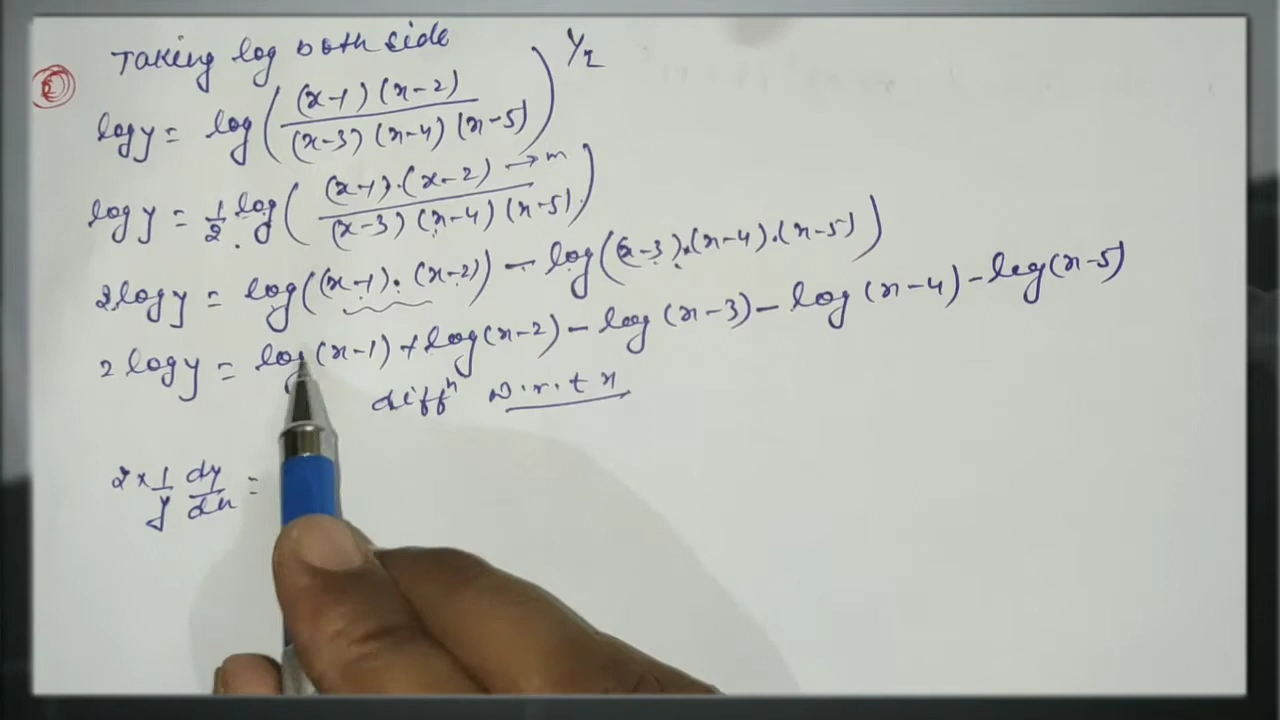 Taking log both side
log y = log ( (x-1)(x-2) / (x-3)(x-4)(x-5) )^1/2
log y = 1/2 log ( (x-1).(x-2) → m / (x-3)(x-4)(x-5) )
2 log y = log((x-1).(x-2)) - log((x-3).(x-4).(x-5))
2 log y = log(x-1) + log(x-2) - log(x-3) - log(x-4) - log(x-5)
diffⁿ w.r.t x
2 × 1/y dy/dx =